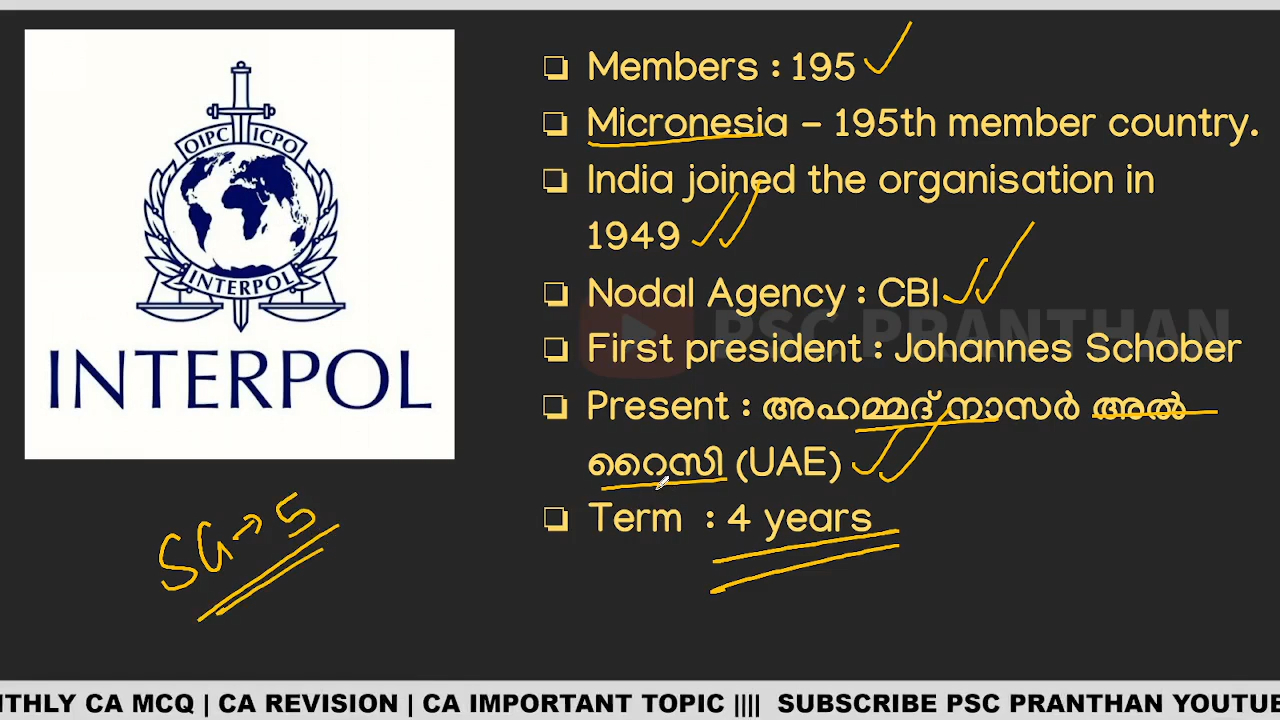 OIPC ICPO
INTERPOL
INTERPOL
Members : 195
Micronesia – 195th member country.
India joined the organisation in
1949
Nodal Agency : CBI
PSC PRANTHAN
First president : Johannes Schober
Present : അഹമ്മദ് നാസർ അൽ
റൈസി (UAE)
Term : 4 years
SG → 5
NTHLY CA MCQ | CA REVISION | CA IMPORTANT TOPIC |||| SUBSCRIBE PSC PRANTHAN YOUTUB